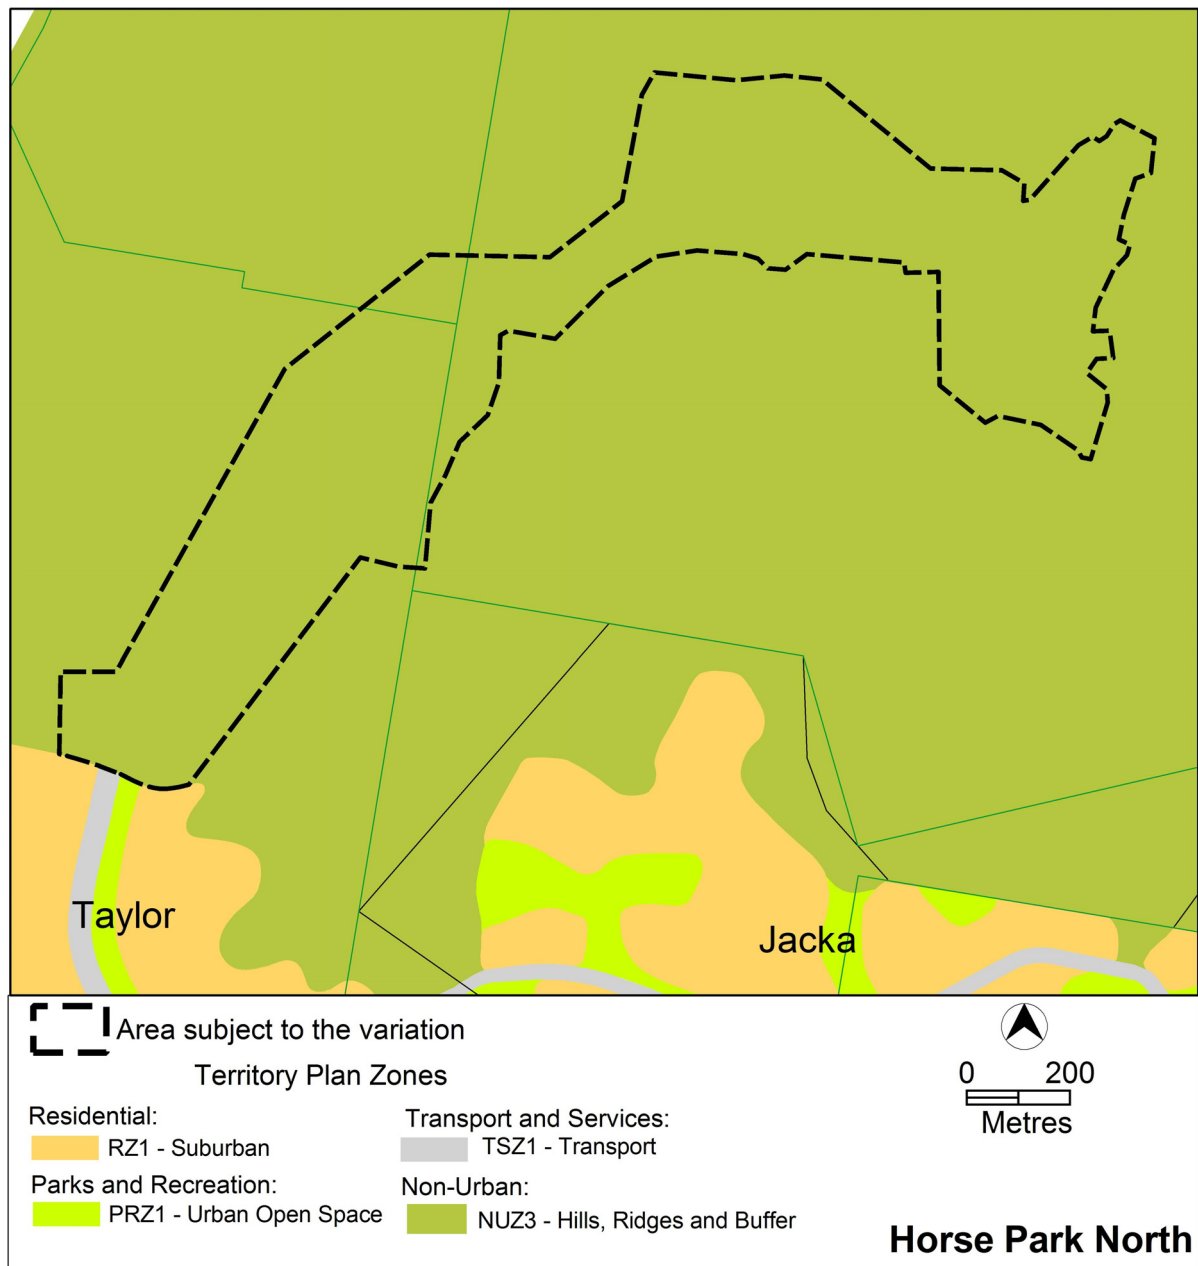 Taylor
Jacka
Area subject to the variation
Territory Plan Zones
Residential:
RZ1 - Suburban
Parks and Recreation:
PRZ1 - Urban Open Space
Transport and Services:
TSZ1 - Transport
Non-Urban:
NUZ3 - Hills, Ridges and Buffer
0 200
Metres
Horse Park North